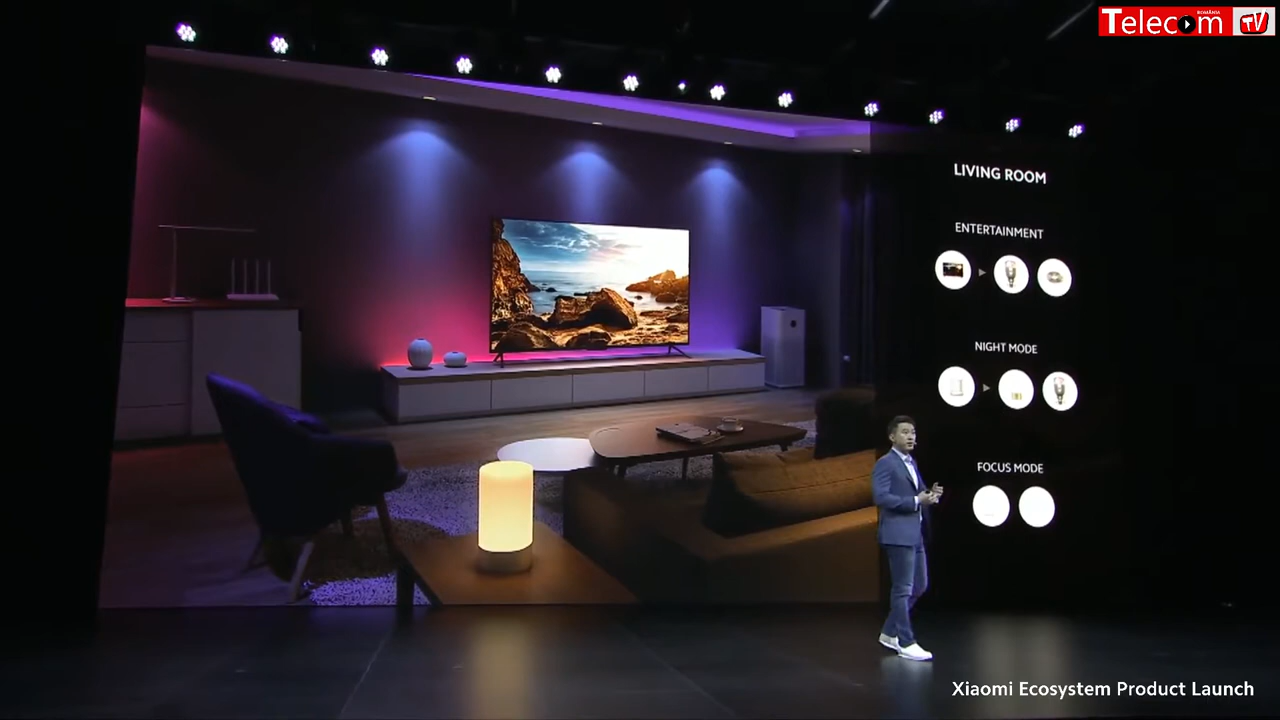 Telecom
ROMÂNIA
TV
LIVING ROOM
ENTERTAINMENT
NIGHT MODE
FOCUS MODE
Xiaomi Ecosystem Product Launch